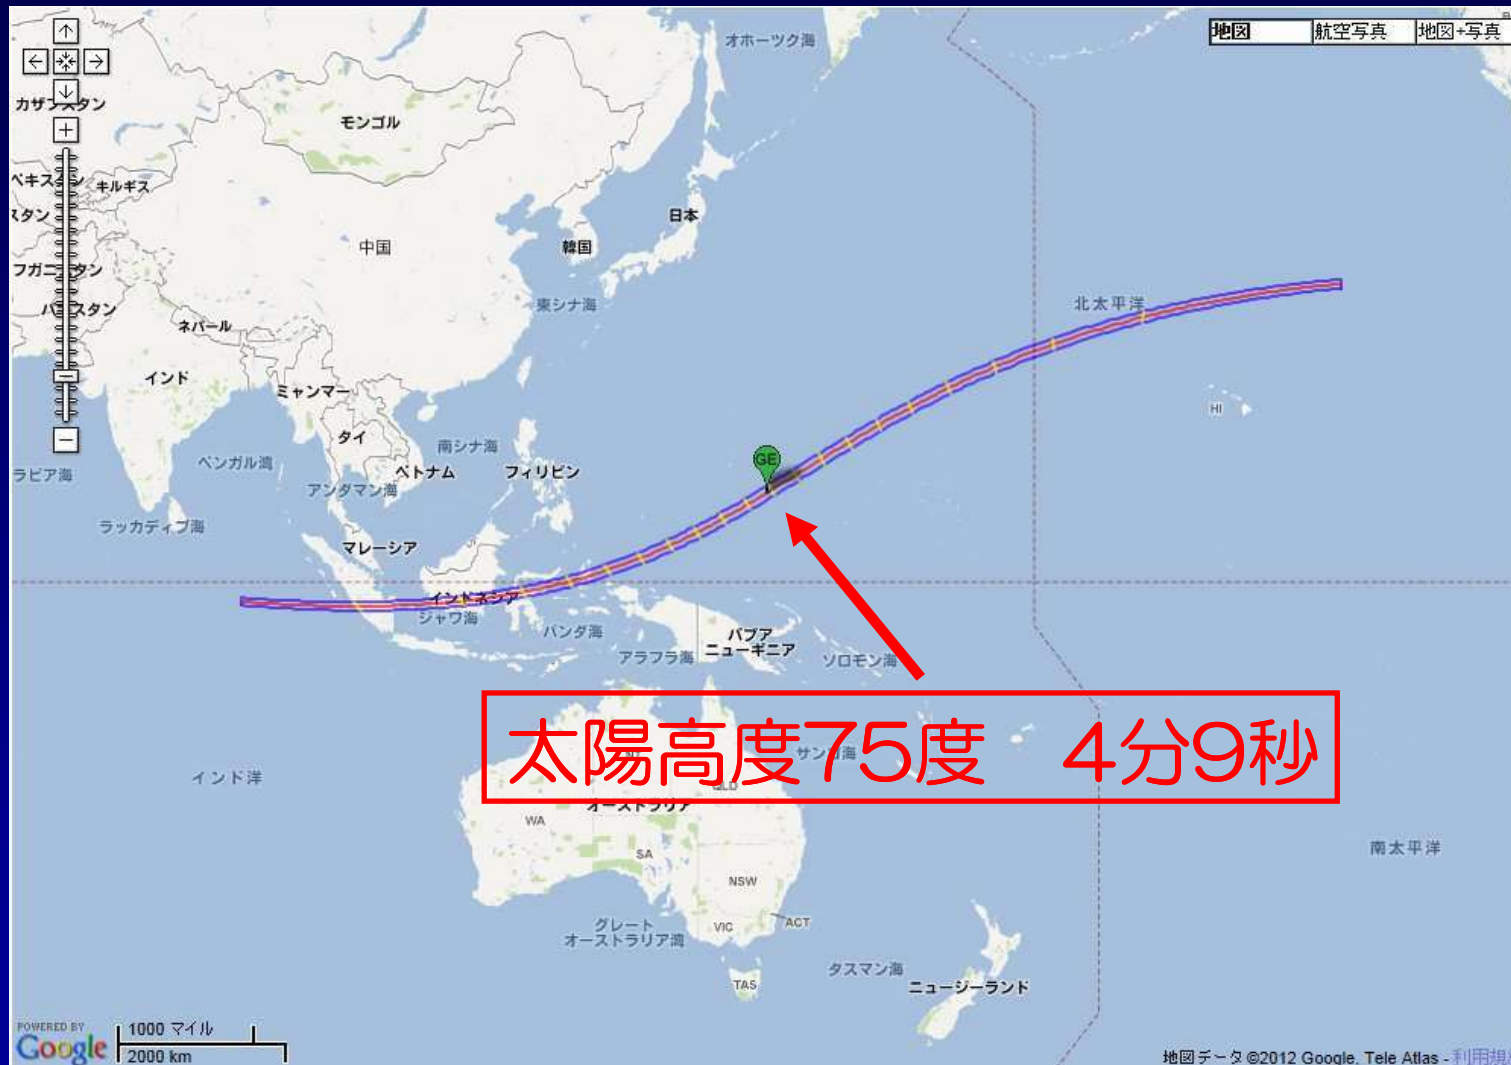 オホーツク海
地図 航空写真 地図+写真
カザフスタン
モンゴル
キルギス
日本
中国
韓国
東シナ海
北太平洋
ネパール
インド
ミャンマー
HI
タイ
南シナ海
ベンガル湾
ベトナム
フィリピン
GE
アンダマン海
ラッカディブ海
マレーシア
インドネシア
ジャワ海
バンダ海
パプア
ニューギニア
アラフラ海
ソロモン海
太陽高度75度 4分9秒
インド洋
オーストラリア
QLD
WA
SA
南太平洋
NSW
グレート
オーストラリア湾
VIC
ACT
タスマン海
TAS
ニュージーランド
POWERED BY
Google
1000 マイル
2000 km
地図データ ©2012 Google, Tele Atlas - 利用規